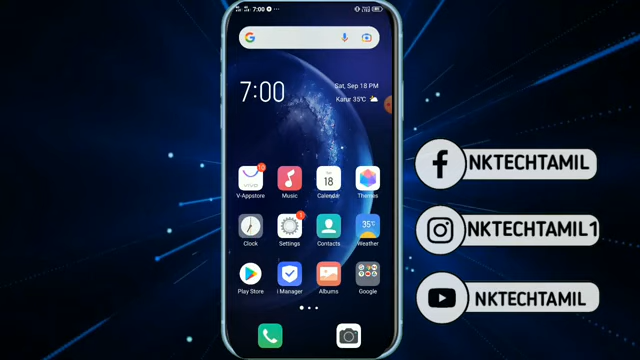 7:00
7:00
Sat, Sep 18 PM
Karur 35°C
V-Appstore
Music
18
Calendar
Themes
Clock
Settings
Contacts
35°C
Weather
Play Store
i Manager
Albums
Google
NKTECHTAMIL
NKTECHTAMIL1
NKTECHTAMIL